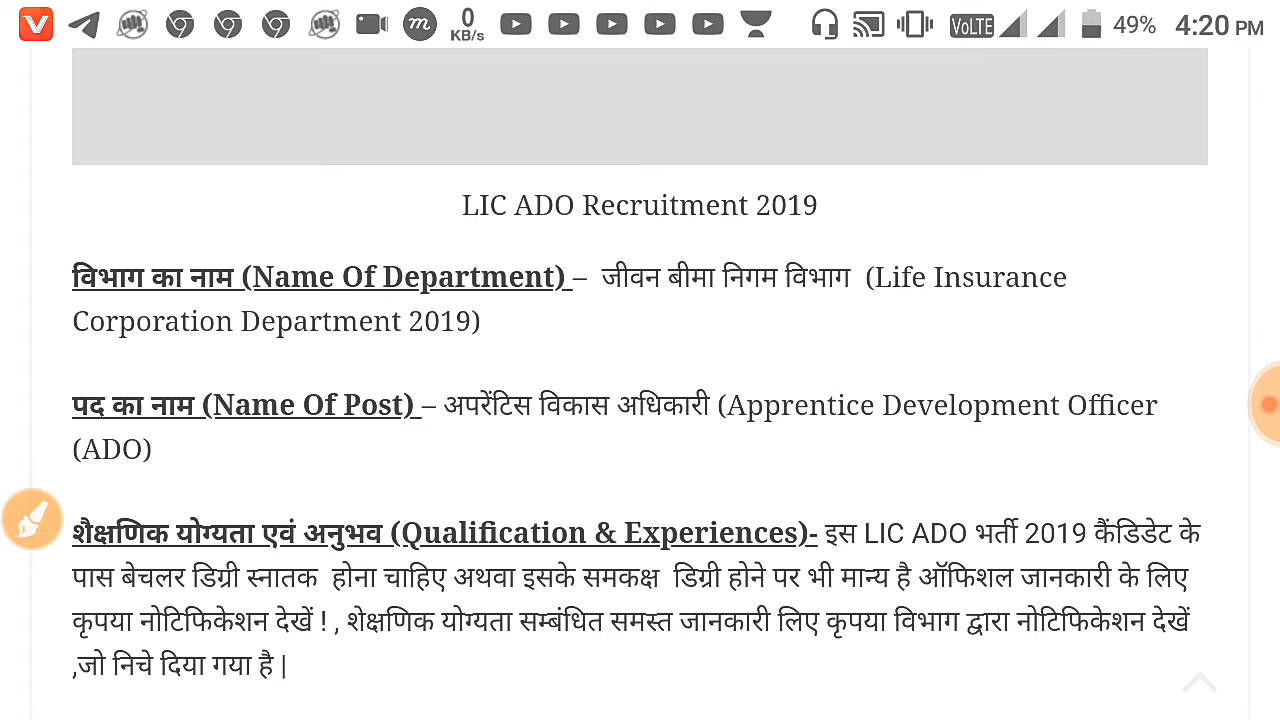 0
KB/s
VoLTE
49%
4:20 PM
LIC ADO Recruitment 2019
विभाग का नाम (Name Of Department) – जीवन बीमा निगम विभाग (Life Insurance
Corporation Department 2019)
पद का नाम (Name Of Post) – अपरेंटिस विकास अधिकारी (Apprentice Development Officer
(ADO)
शैक्षणिक योग्यता एवं अनुभव (Qualification & Experiences)- इस LIC ADO भर्ती 2019 कैंडिडेट के
पास बेचलर डिग्री स्नातक होना चाहिए अथवा इसके समकक्ष डिग्री होने पर भी मान्य है ऑफिशल जानकारी के लिए
कृपया नोटिफिकेशन देखें ! , शेक्षणिक योग्यता सम्बंधित समस्त जानकारी लिए कृपया विभाग द्वारा नोटिफिकेशन देखें
,जो निचे दिया गया है |